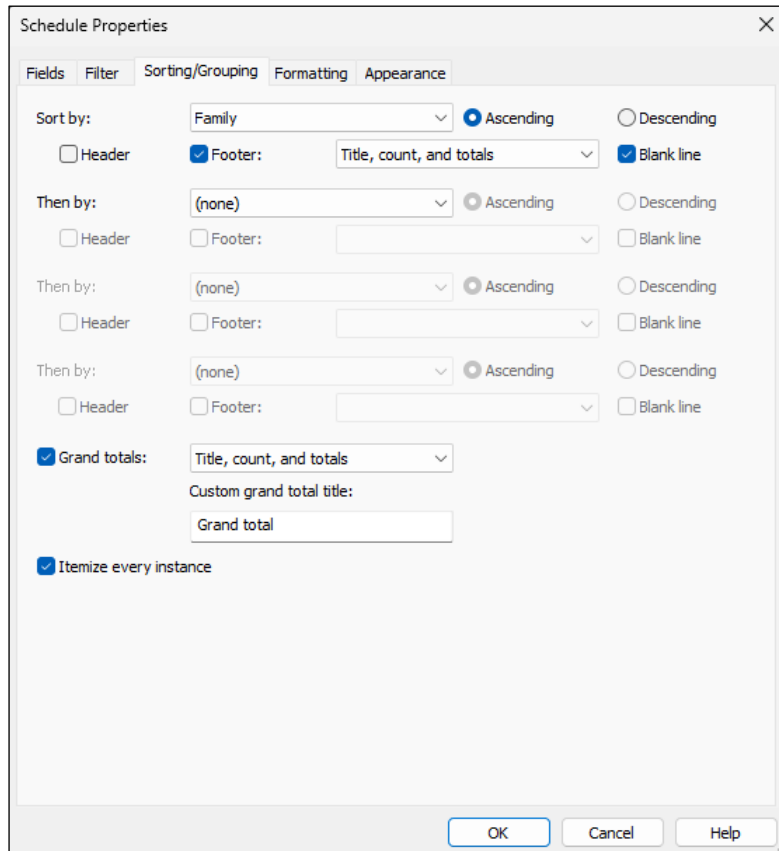 Schedule Properties
Fields Filter Sorting/Grouping Formatting Appearance
Sort by: Family Ascending Descending
Header Footer: Title, count, and totals Blank line
Then by: (none) Ascending Descending
Header Footer: Blank line
Then by: (none) Ascending Descending
Header Footer: Blank line
Then by: (none) Ascending Descending
Header Footer: Blank line
Grand totals: Title, count, and totals
Custom grand total title:
Grand total
Itemize every instance
OK Cancel Help